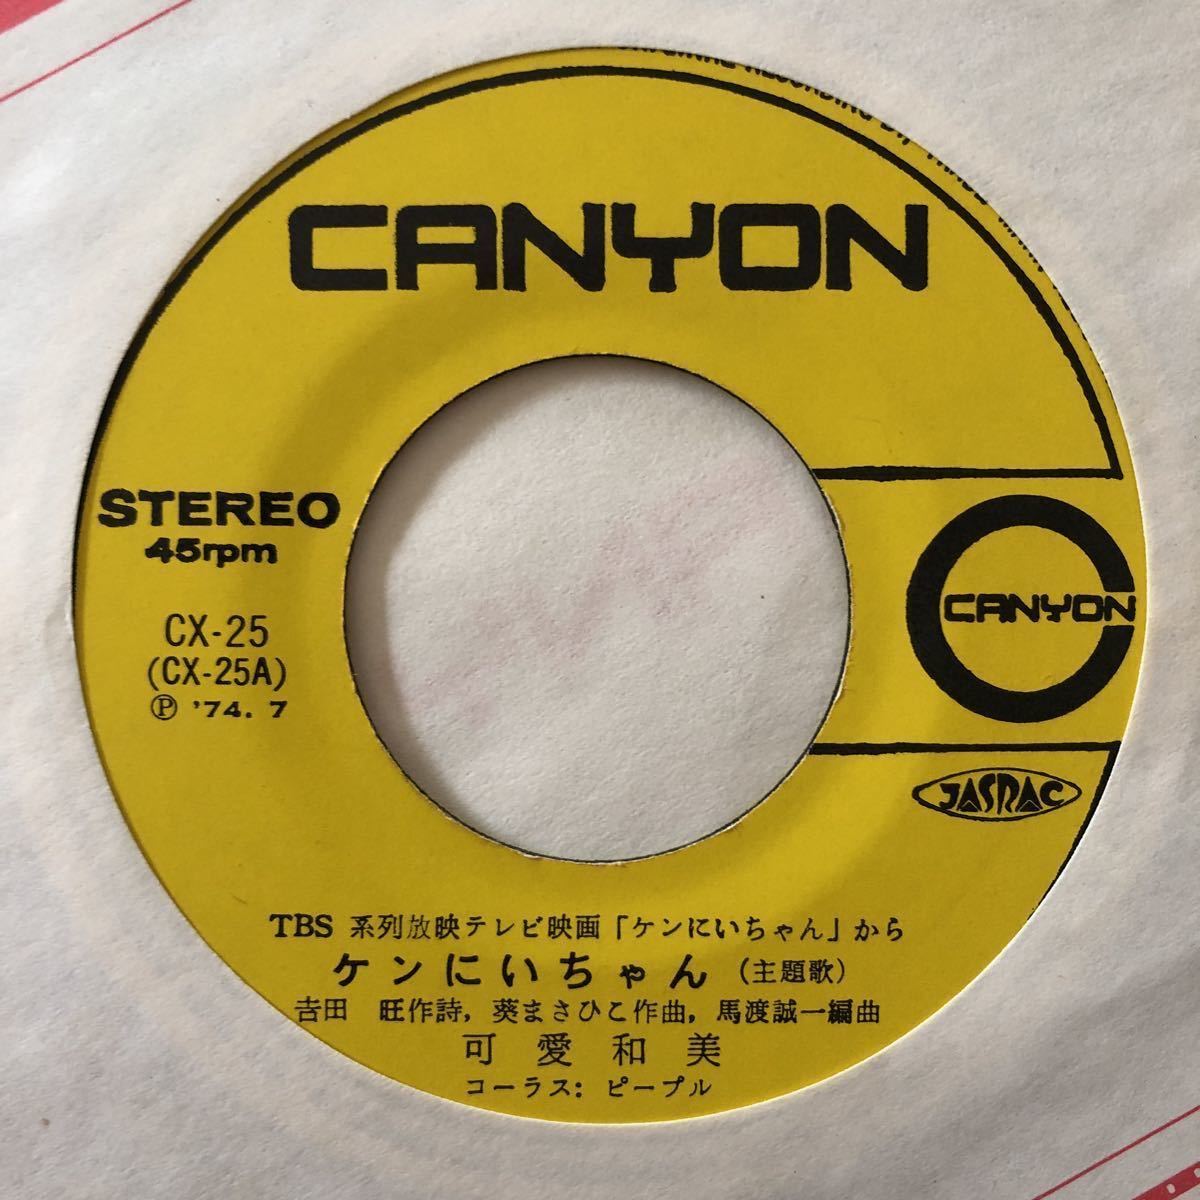 CANYON
STEREO
45rpm
CX-25
(CX-25A)
Ⓟ '74. 7
CANYON
JASRAC
TBS 系列放映テレビ映画「ケンにいちゃん」から
ケンにいちゃん (主題歌)
吉田 旺作詩, 葵まさひこ作曲, 馬渡誠一編曲
可愛和美
コーラス: ピープル